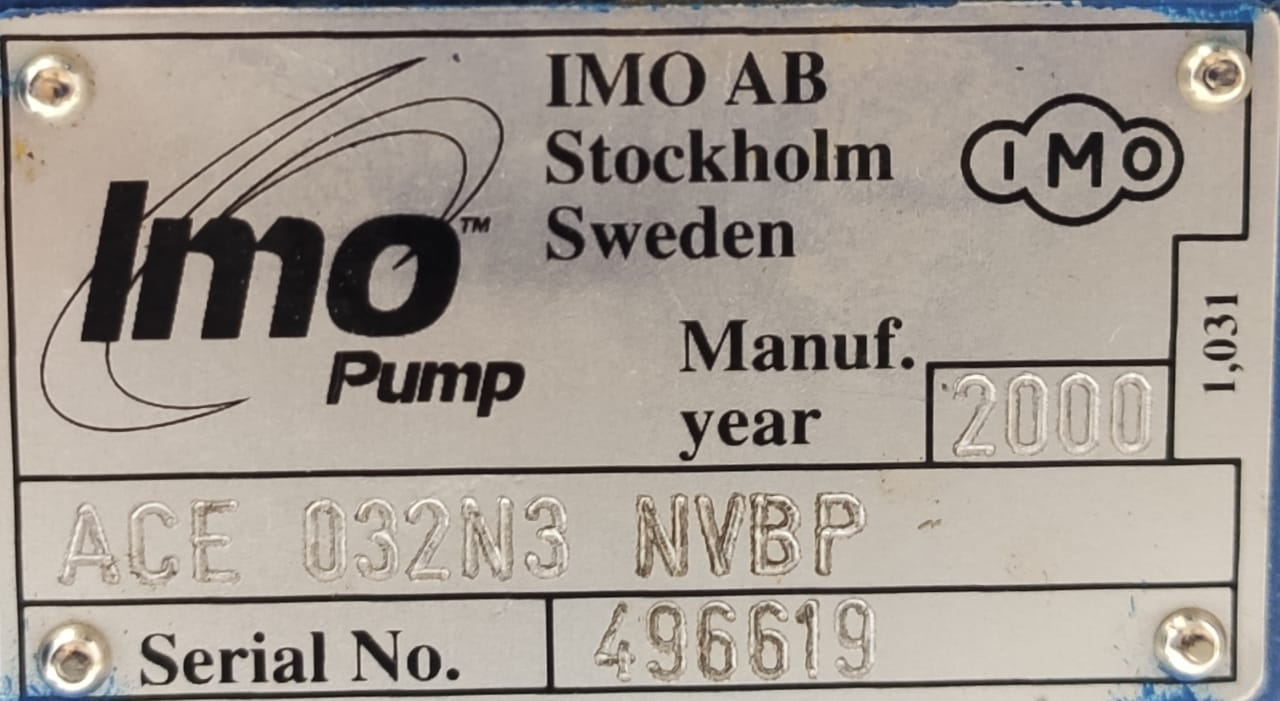 IMO AB
Stockholm
Sweden
IMO
Imo™
Pump
Manuf.
year
2000
1,031
ACE 032N3 NVBP
Serial No. 496619